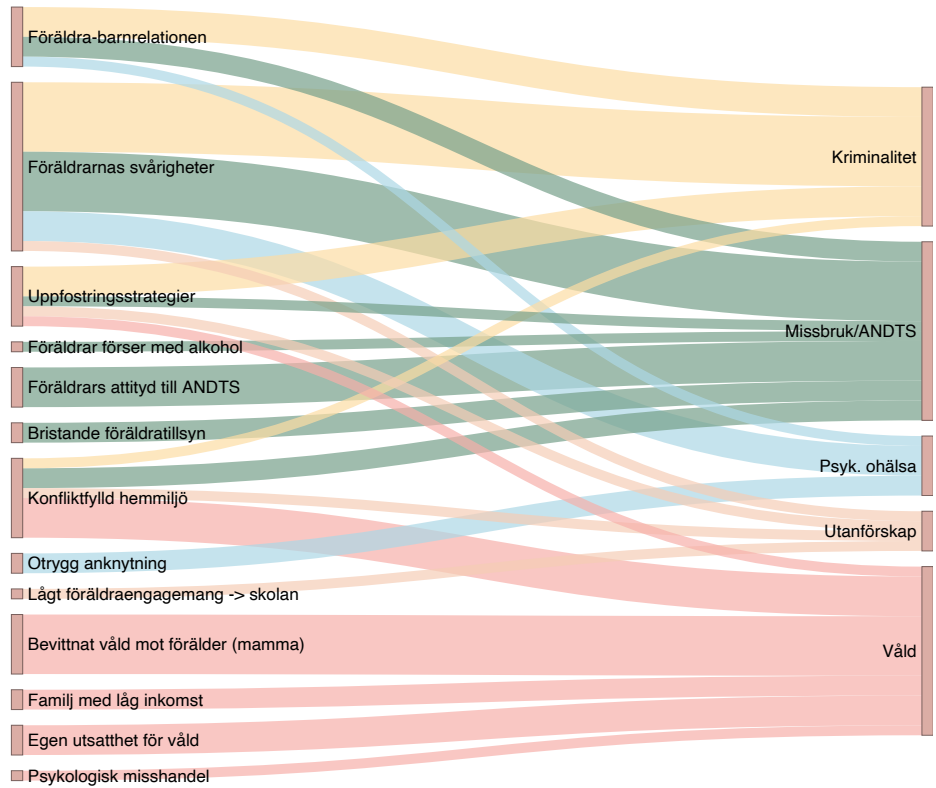 Föräldra-barnrelationen
Föräldrarnas svårigheter
Uppfostringsstrategier
Föräldrar förser med alkohol
Föräldrars attityd till ANDTS
Bristande föräldratillsyn
Konfliktfylld hemmiljö
Otrygg anknytning
Lågt föräldraengagemang -> skolan
Bevittnat våld mot förälder (mamma)
Familj med låg inkomst
Egen utsatthet för våld
Psykologisk misshandel
Kriminalitet
Missbruk/ANDTS
Psyk. ohälsa
Utanförskap
Våld